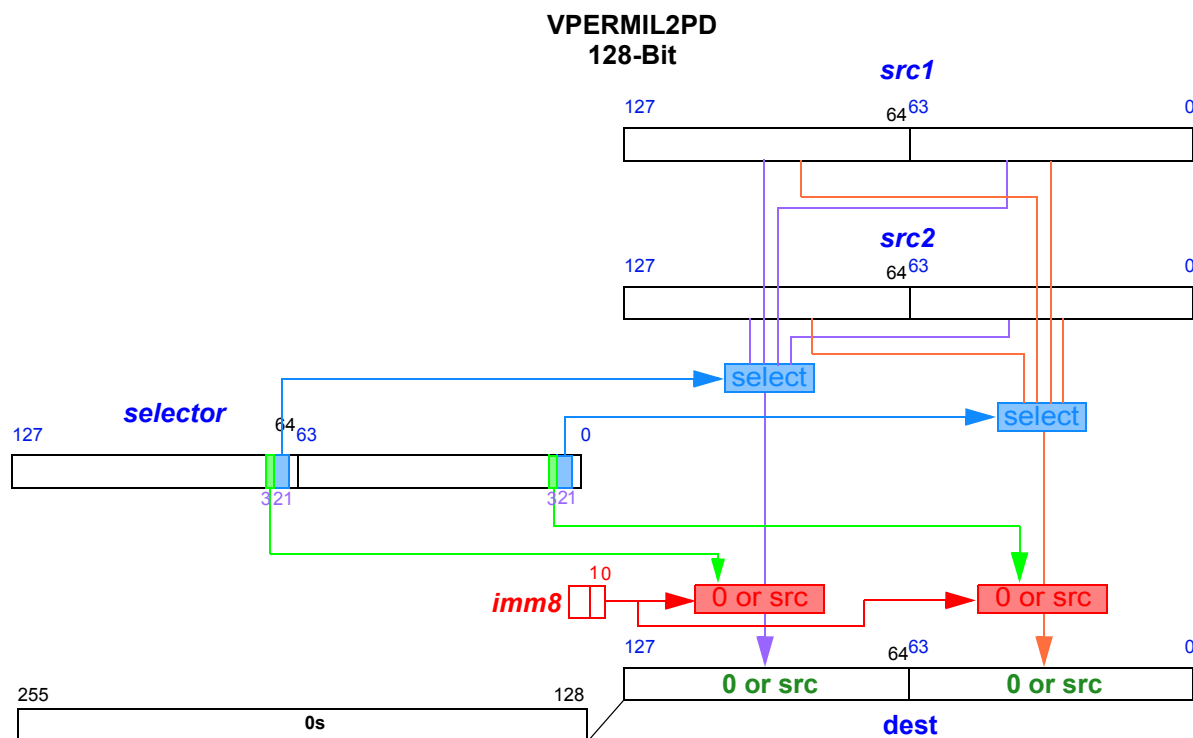 VPERMIL2PD
128-Bit
src1
127 64 63 0
src2
127 64 63 0
select
select
selector
127 64 63 0
321 321
imm8 1 0
0 or src 0 or src
127 64 63 0
0 or src 0 or src
255 128
0s
dest